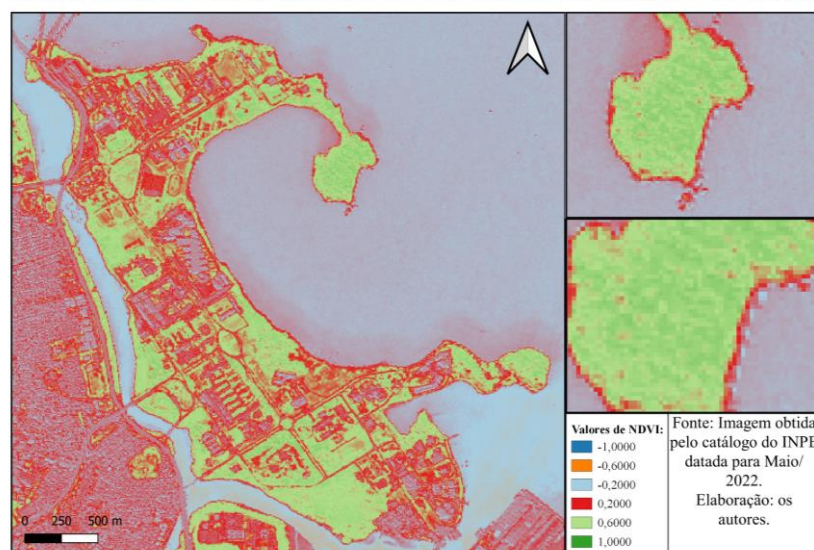 0 250 500 m
Valores de NDVI:
-1,0000
-0,6000
-0,2000
0,2000
0,6000
1,0000
Fonte: Imagem obtida
pelo catálogo do INPE
datada para Maio/
2022.
Elaboração: os
autores.